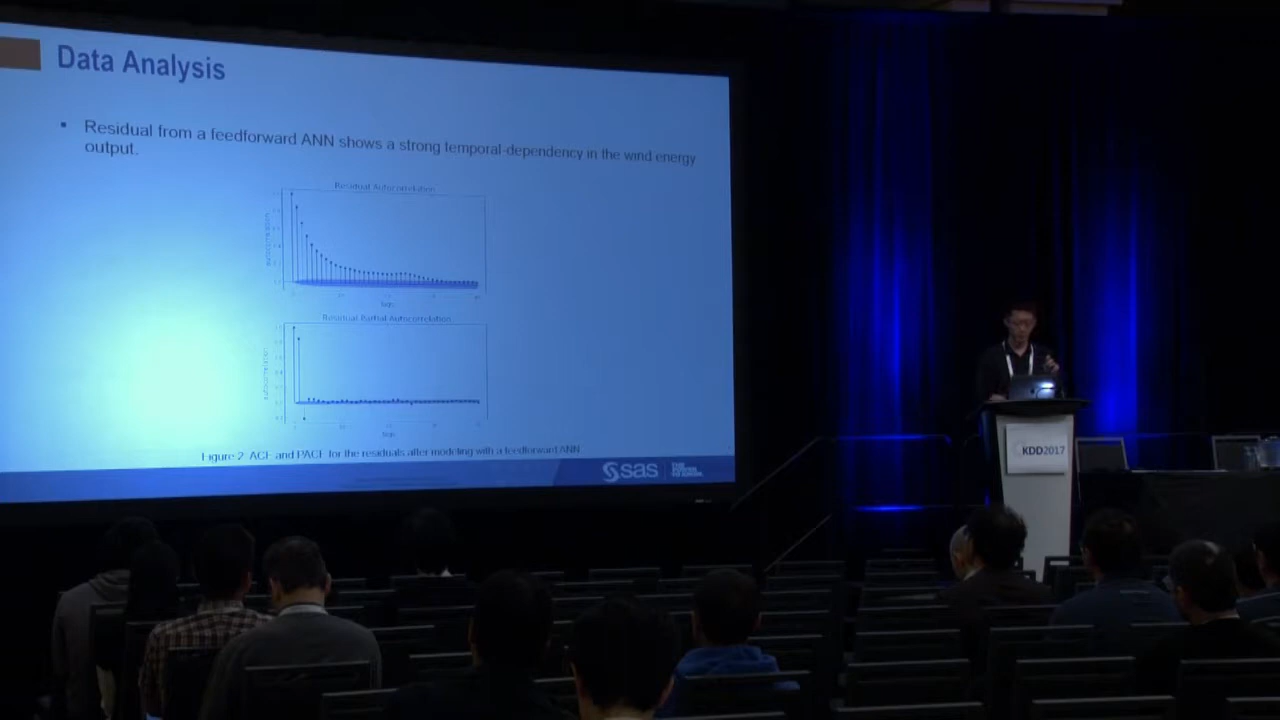 Data Analysis
Residual from a feedforward ANN shows a strong temporal-dependency in the wind energy
output.
Residual Autocorrelation
lags
Residual Partial Autocorrelation
lags
Figure 2 ACF and PACF for the residuals after modeling with a feedforward ANN
sas
KDD2017